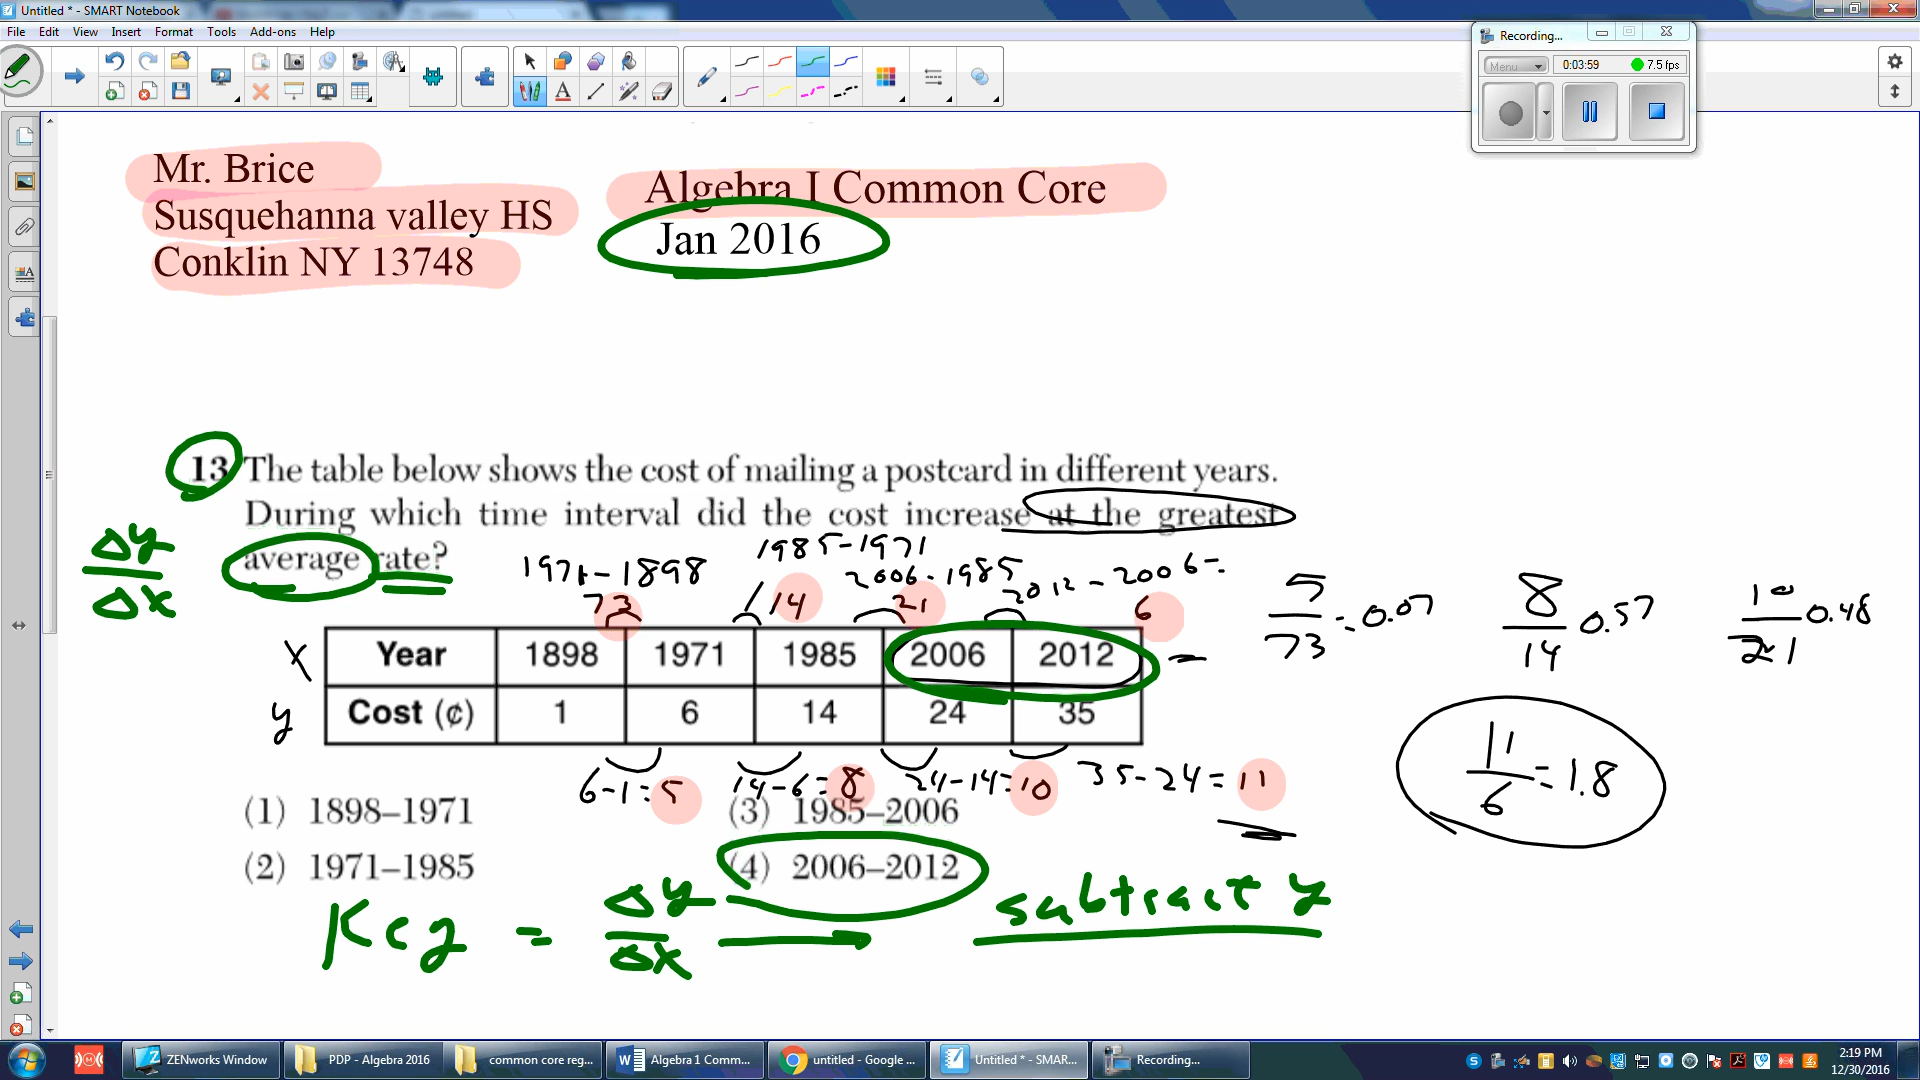 Untitled * - SMART Notebook
File Edit View Insert Format Tools Add-ons Help
Recording...
Menu 0:03:59 7.5 fps
Mr. Brice
Susquehanna valley HS
Conklin NY 13748
Algebra I Common Core
Jan 2016
13 The table below shows the cost of mailing a postcard in different years.
During which time interval did the cost increase at the greatest
average rate?
Δy
Δx
1971-1898
73
1985-1971
14
2006-1985
21
2012-2006=
6
x Year 1898 1971 1985 2006 2012
y Cost (¢) 1 6 14 24 35
6-1=5 14-6=8 24-14=10 35-24=11
5
73 =0.07
8
14 0.57
10
21 0.48
11
6 =1.8
(1) 1898–1971
(2) 1971–1985
(3) 1985–2006
(4) 2006–2012
Key = Δy
Δx
subtract y
ZENworks Window
PDP - Algebra 2016
common core reg...
Algebra 1 Comm...
untitled - Google ...
Untitled * - SMAR...
Recording...
2:19 PM
12/30/2016